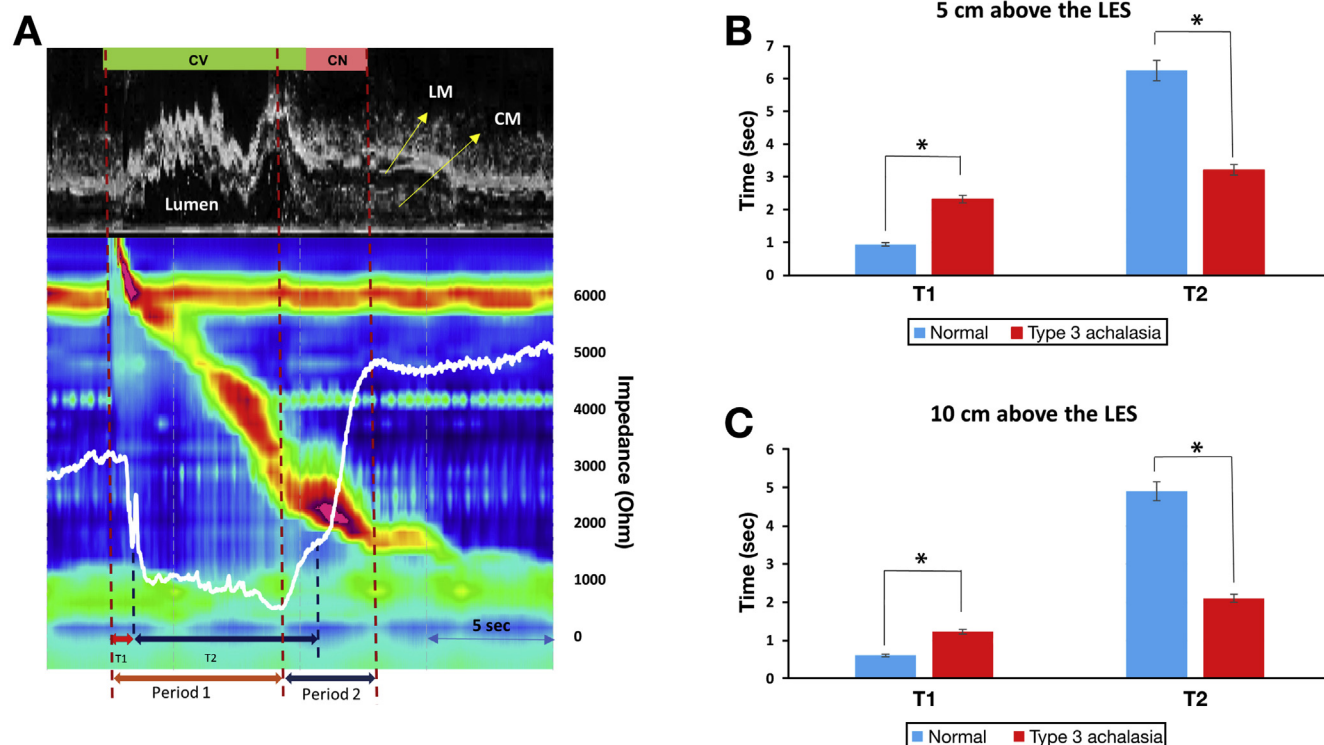 A
CV
CN
LM
CM
Lumen
6000
5000
4000
3000
2000
1000
0
Impedance (Ohm)
5 sec
T1
T2
Period 1
Period 2
B
5 cm above the LES
*
*
7
6
5
4
3
2
1
0
Time (sec)
T1
T2
Normal
Type 3 achalasia
C
10 cm above the LES
*
*
6
5
4
3
2
1
0
Time (sec)
T1
T2
Normal
Type 3 achalasia